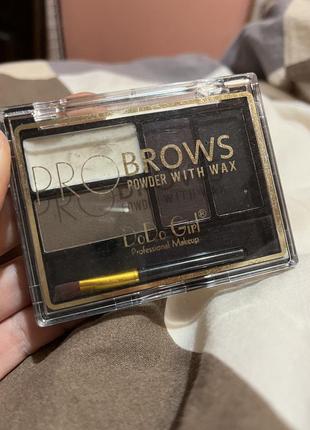 PRO BROWS
POWDER WITH WAX
DoDo Girl®
Professional Makeup